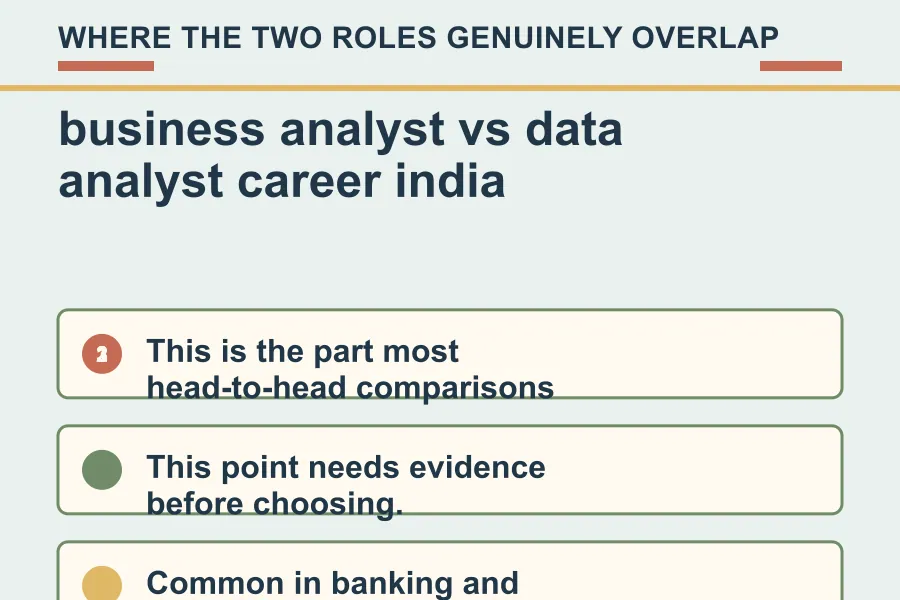 WHERE THE TWO ROLES GENUINELY OVERLAP
business analyst vs data
analyst career india
This is the part most
head-to-head comparisons
This point needs evidence
before choosing.
Common in banking and